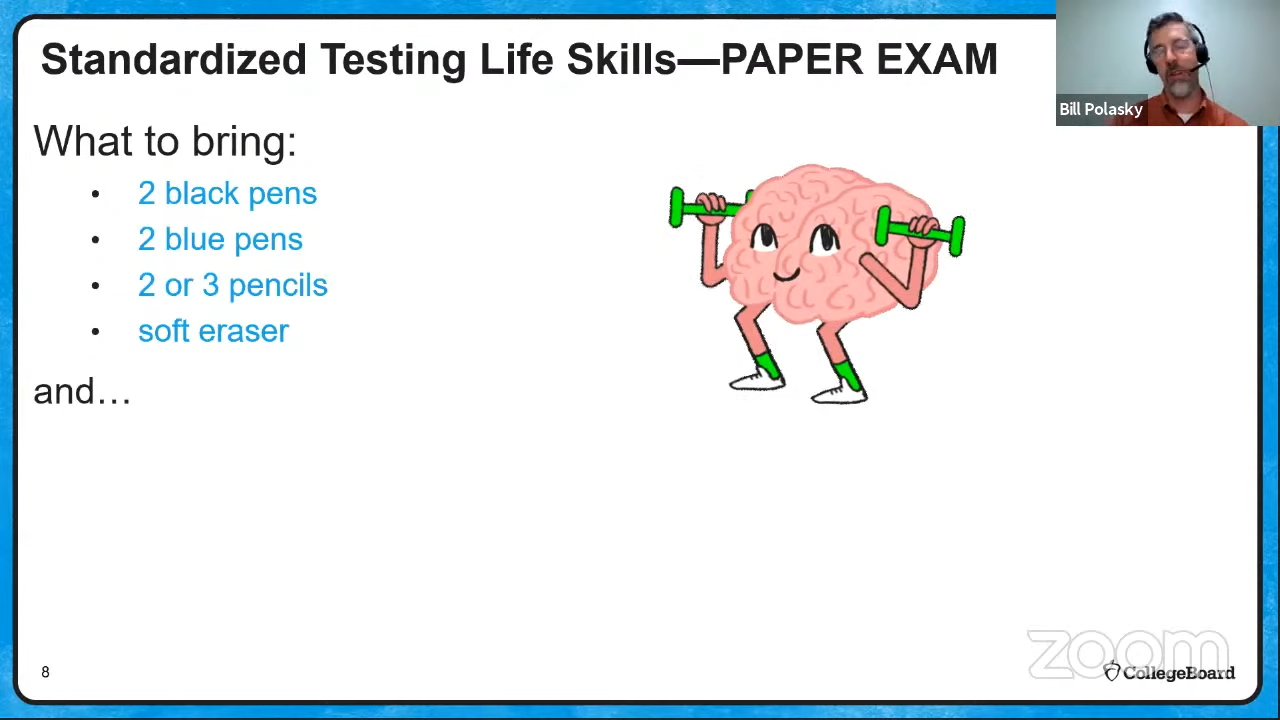 Standardized Testing Life Skills—PAPER EXAM
Bill Polasky
What to bring:
• 2 black pens
• 2 blue pens
• 2 or 3 pencils
• soft eraser
and…
zoom
8
CollegeBoard